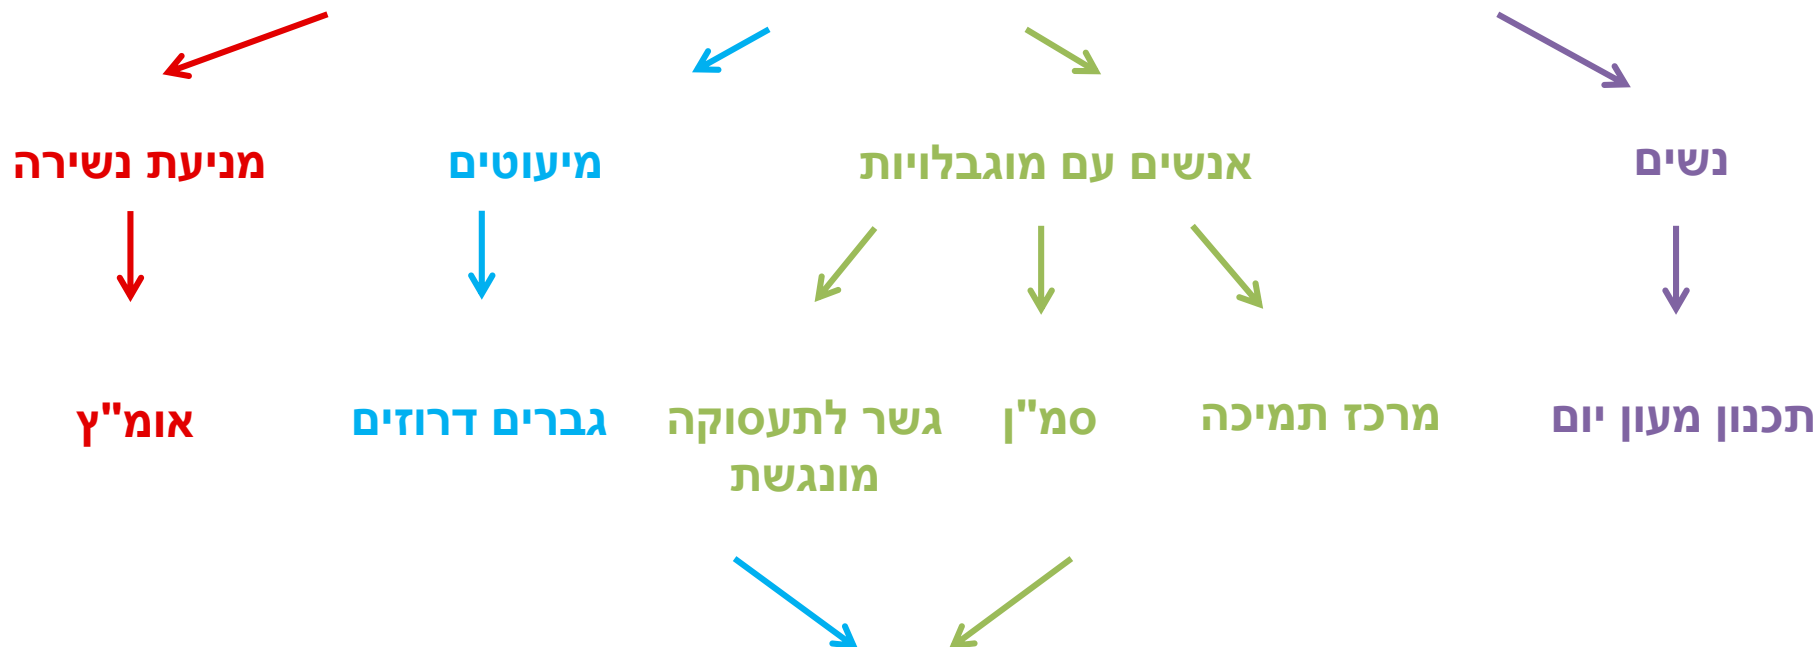 נשים
אנשים עם מוגבלויות
מיעוטים
מניעת נשירה
תכנון מעון יום
מרכז תמיכה
סמ"ן
גשר לתעסוקה
מונגשת
גברים דרוזים
אומ"ץ